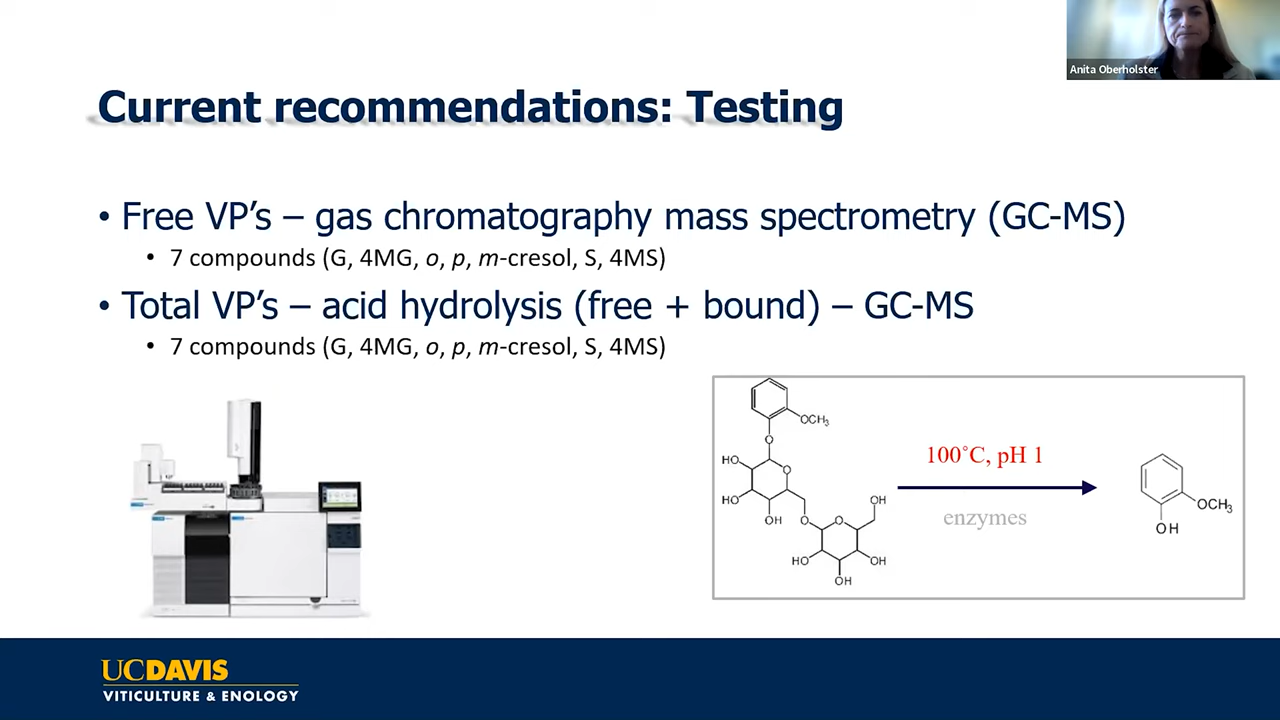 Anita Oberholster
Current recommendations: Testing
• Free VP's – gas chromatography mass spectrometry (GC-MS)
• 7 compounds (G, 4MG, o, p, m-cresol, S, 4MS)
• Total VP's – acid hydrolysis (free + bound) – GC-MS
• 7 compounds (G, 4MG, o, p, m-cresol, S, 4MS)
OCH₃
O
HO
O
HO
OH
O
OH
O
HO
OH
OH
100˚C, pH 1
enzymes
OCH₃
OH
UCDAVIS
VITICULTURE & ENOLOGY